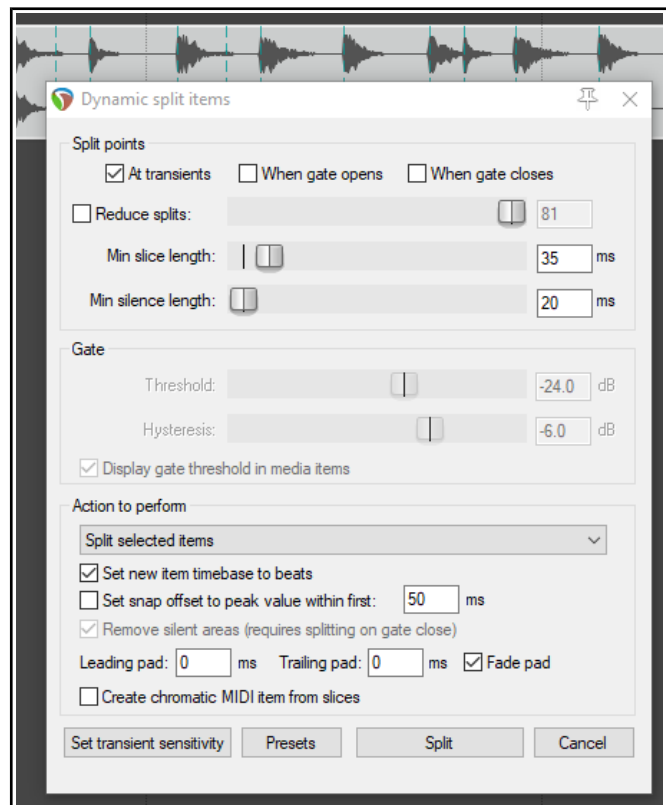 Dynamic split items
Split points
At transients When gate opens When gate closes
Reduce splits: 81
Min slice length: 35 ms
Min silence length: 20 ms
Gate
Threshold: -24.0 dB
Hysteresis: -6.0 dB
Display gate threshold in media items
Action to perform
Split selected items
Set new item timebase to beats
Set snap offset to peak value within first: 50 ms
Remove silent areas (requires splitting on gate close)
Leading pad: 0 ms Trailing pad: 0 ms Fade pad
Create chromatic MIDI item from slices
Set transient sensitivity Presets Split Cancel